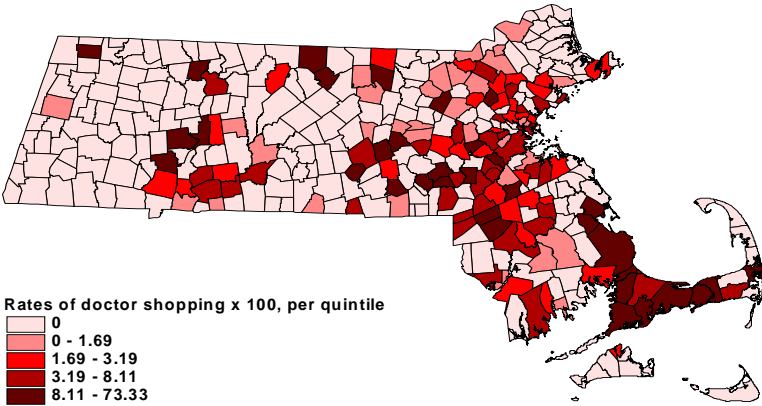 Rates of doctor shopping x 100, per quintile
0
0 - 1.69
1.69 - 3.19
3.19 - 8.11
8.11 - 73.33